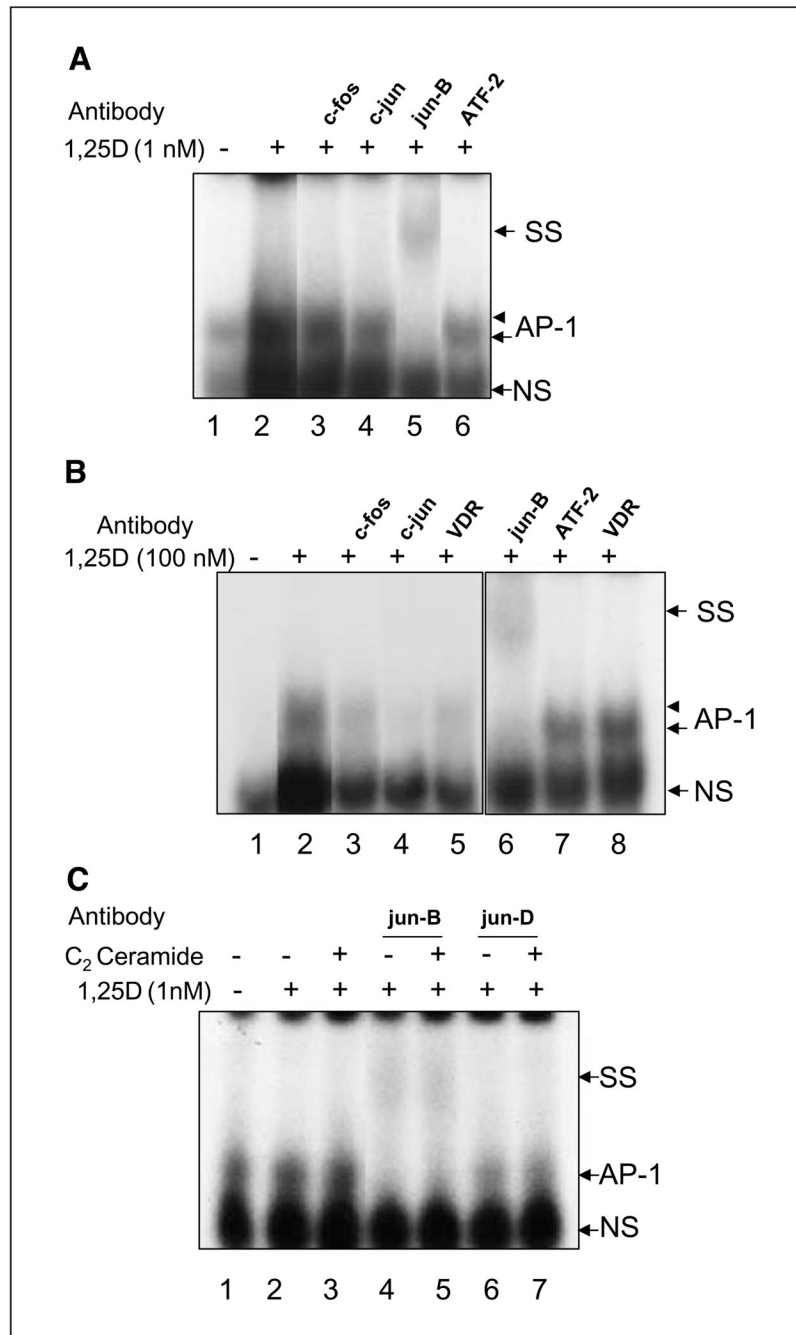 A
Antibody c-fos c-jun jun-B ATF-2
1,25D (1 nM) - + + + + +
SS
AP-1
NS
1 2 3 4 5 6
B
Antibody c-fos c-jun VDR jun-B ATF-2 VDR
1,25D (100 nM) - + + + + + + +
SS
AP-1
NS
1 2 3 4 5 6 7 8
C
Antibody jun-B jun-D
C₂ Ceramide - - + - + - +
1,25D (1nM) - + + + + + +
SS
AP-1
NS
1 2 3 4 5 6 7